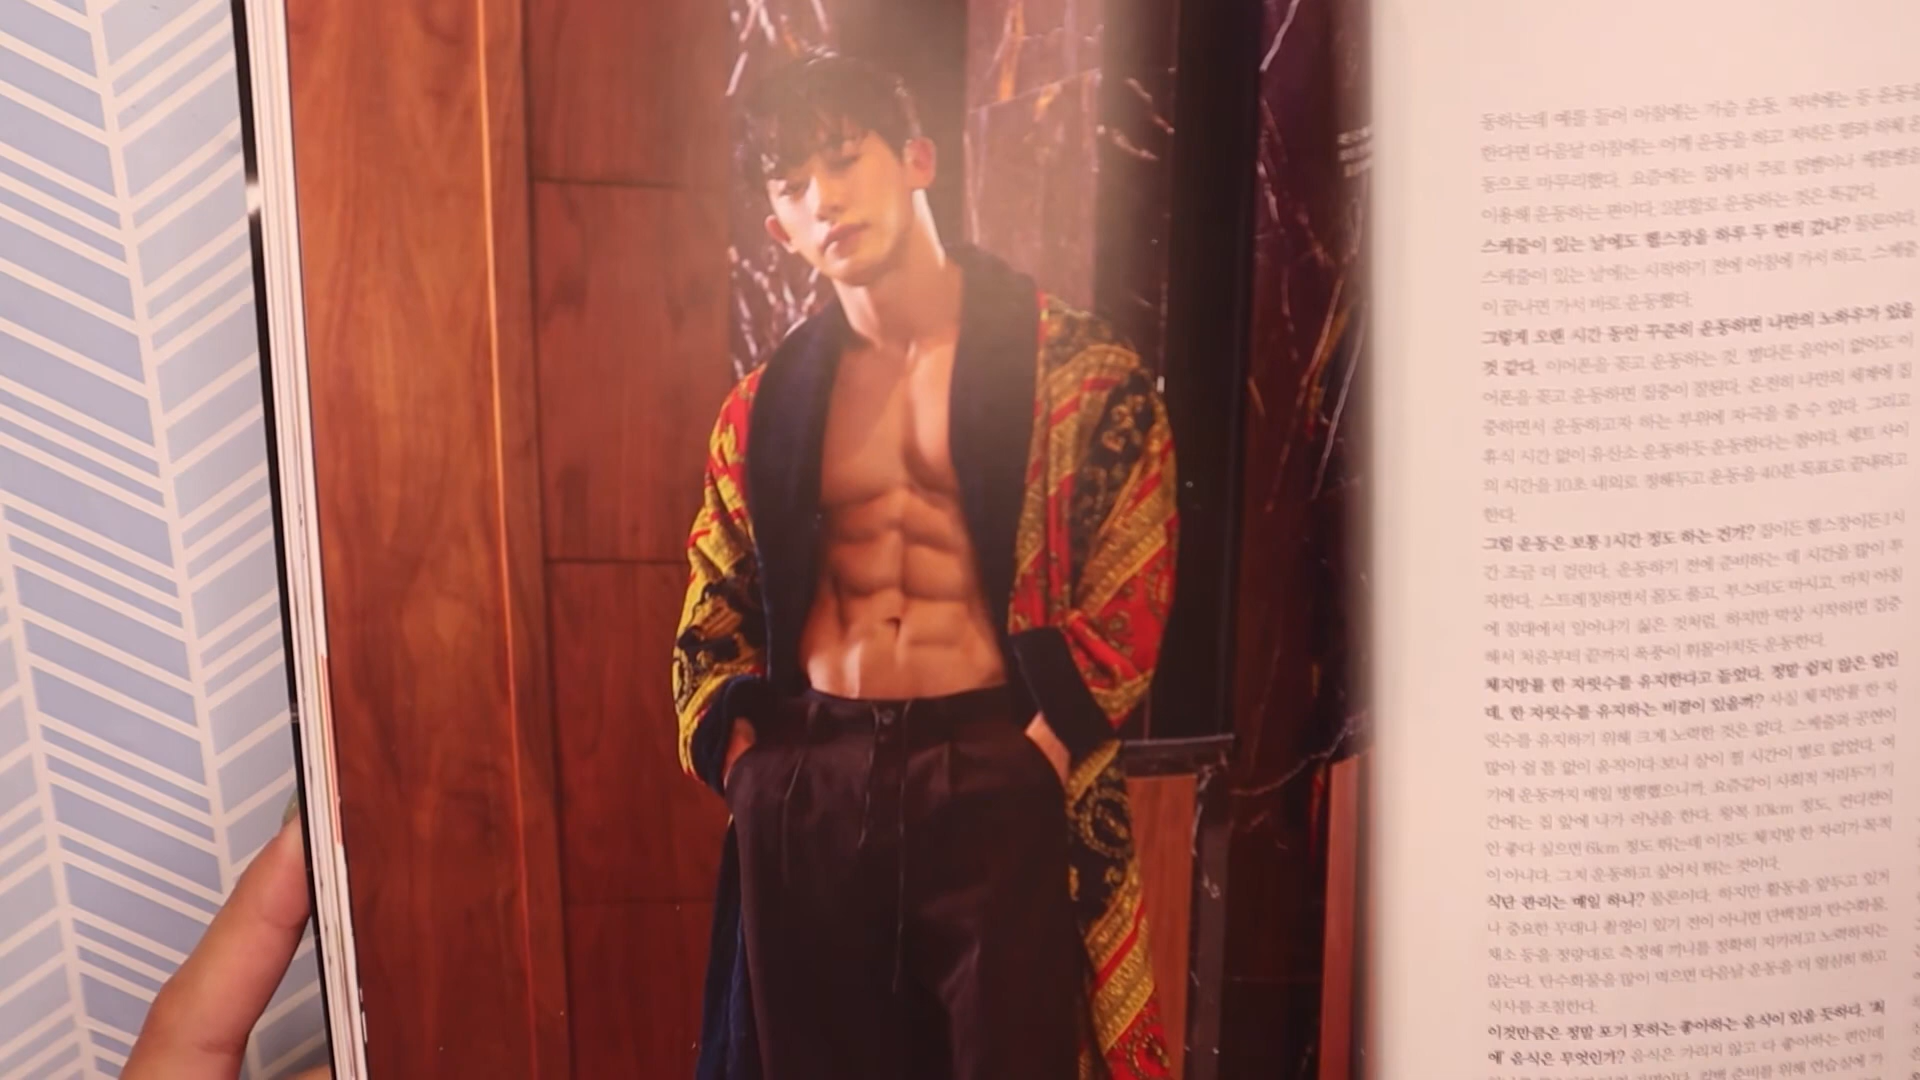 동하는데 예를 들어 아침에는 가슴 운동, 저녁에는 등 운동을
한다면 다음날 아침에는 어깨 운동을 하고 저녁은 팔과 하체 운
동으로 마무리했다. 요즘에는 집에서 주로 덤벨이나 케틀벨을
이용해 운동하는 편이다. 2분할로 운동하는 것은 똑같다.
스케줄이 있는 날에도 헬스장을 하루 두 번씩 갔나? 물론이다.
스케줄이 있는 날에는 시작하기 전에 아침에 가서 하고, 스케줄
이 끝나면 가서 바로 운동했다.
그렇게 오랜 시간 동안 꾸준히 운동하면 나만의 노하우가 있을
것 같다. 이어폰을 꽂고 운동하는 것. 별다른 음악이 없어도 이
어폰을 꽂고 운동하면 집중이 잘된다. 온전히 나만의 세계에 집
중하면서 운동하고자 하는 부위에 자극을 줄 수 있다. 그리고
휴식 시간 없이 유산소 운동하듯 운동한다는 점이다. 세트 사이
의 시간을 10초 내외로 정해두고 운동을 40분 목표로 끝내려고
한다.
그럼 운동은 보통 1시간 정도 하는 건가? 집이든 헬스장이든 1시
간 조금 더 걸린다. 운동하기 전에 준비하는 데 시간을 많이 투
자한다. 스트레칭하면서 몸도 풀고, 부스터도 마시고. 마치 아침
에 침대에서 일어나기 싫은 것처럼. 하지만 막상 시작하면 집중
해서 처음부터 끝까지 폭풍이 휘몰아치듯 운동한다.
체지방률 한 자릿수를 유지한다고 들었다. 정말 쉽지 않은 일인
데, 한 자릿수를 유지하는 비결이 있을까? 사실 체지방률 한 자
릿수를 유지하기 위해 크게 노력한 것은 없다. 스케줄과 공연이
많아 쉴 틈 없이 움직이다 보니 살이 찔 시간이 별로 없었다. 여
기에 운동까지 매일 병행했으니까. 요즘같이 사회적 거리두기 기
간에는 집 앞에 나가 러닝을 한다. 왕복 10km 정도, 컨디션이
안 좋다 싶으면 6km 정도 뛰는데 이것도 체지방 한 자리가 목적
이 아니다. 그저 운동하고 싶어서 뛰는 것이다.
식단 관리는 매일 하나? 물론이다. 하지만 활동을 앞두고 있거
나 중요한 무대나 촬영이 있기 전이 아니면 단백질과 탄수화물,
채소 등을 정량대로 측정해 끼니를 정확히 지키려고 노력하지는
않는다. 탄수화물을 많이 먹으면 다음날 운동을 더 열심히 하고
식사를 조절한다.
이것만큼은 정말 포기 못하는 좋아하는 음식이 있을 듯하다. '최
애' 음식은 무엇인가? 음식은 가리지 않고 다 좋아하는 편인데